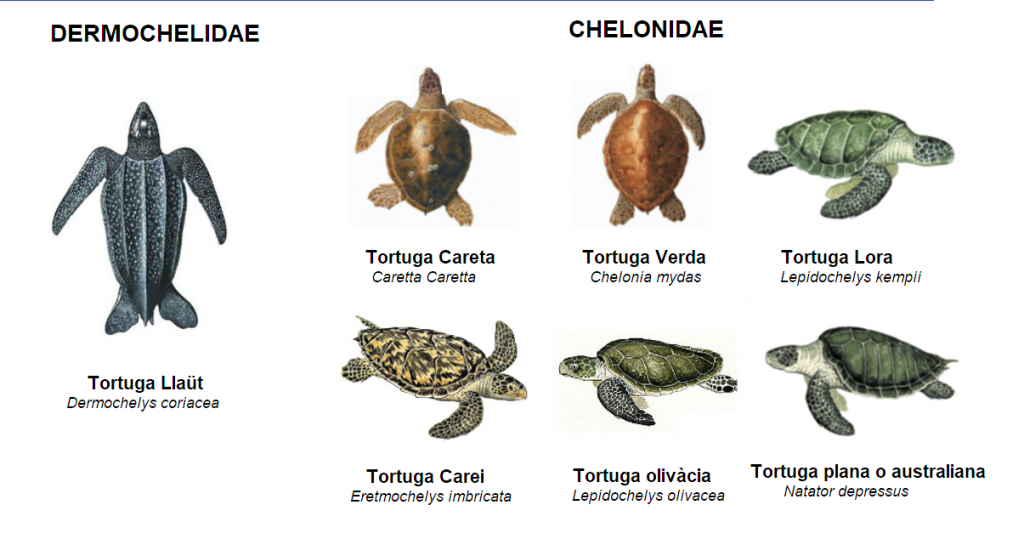 DERMOCHELIDAE
CHELONIDAE
Tortuga Careta
Caretta Caretta
Tortuga Verda
Chelonia mydas
Tortuga Lora
Lepidochelys kempii
Tortuga Llaüt
Dermochelys coriacea
Tortuga Carei
Eretmochelys imbricata
Tortuga olivàcia
Lepidochelys olivacea
Tortuga plana o australiana
Natator depressus